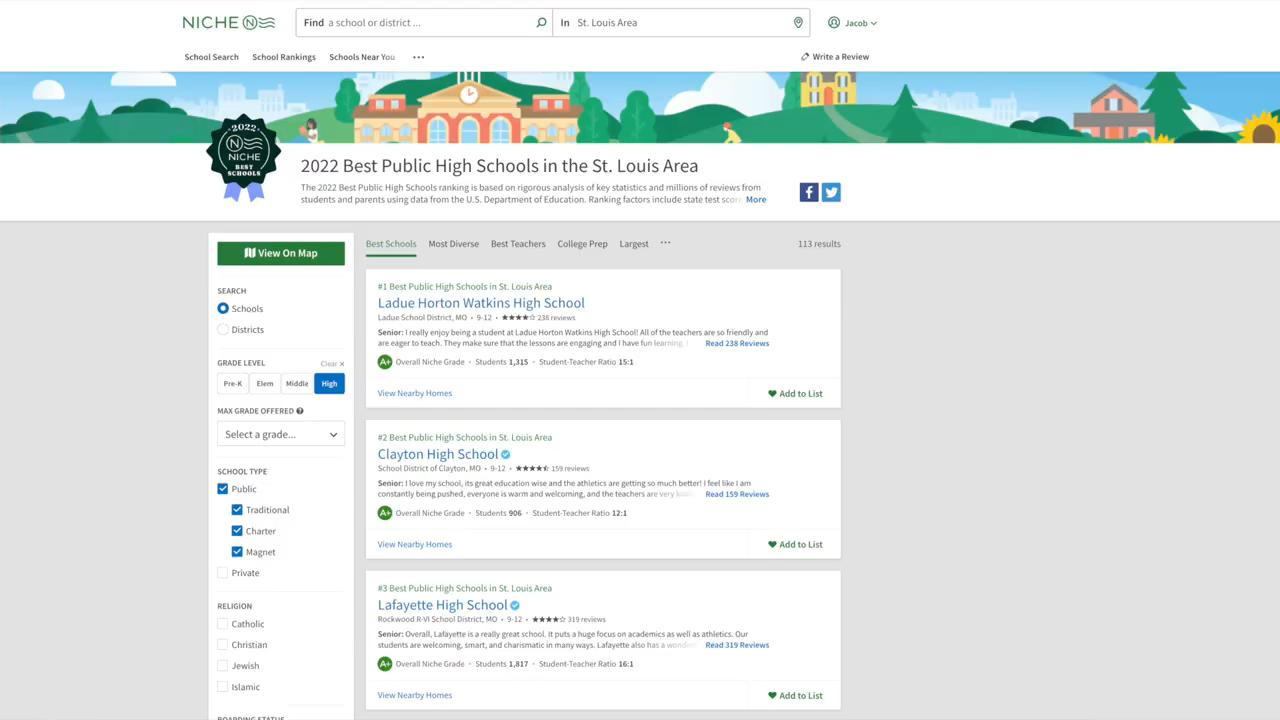 NICHE
Find a school or district ...
In St. Louis Area
Jacob
School Search
School Rankings
Schools Near You
Write a Review
2022
NICHE
BEST
SCHOOLS
2022 Best Public High Schools in the St. Louis Area
The 2022 Best Public High Schools ranking is based on rigorous analysis of key statistics and millions of reviews from
students and parents using data from the U.S. Department of Education. Ranking factors include state test score More
View On Map
SEARCH
Schools
Districts
GRADE LEVEL
Clear ×
Pre-K Elem Middle High
MAX GRADE OFFERED
Select a grade...
SCHOOL TYPE
Public
Traditional
Charter
Magnet
Private
RELIGION
Catholic
Christian
Jewish
Islamic
BOARDING STATUS
Best Schools Most Diverse Best Teachers College Prep Largest ···
113 results
#1 Best Public High Schools in St. Louis Area
Ladue Horton Watkins High School
Ladue School District, MO • 9-12 • ★★★★☆ 238 reviews
Senior: I really enjoy being a student at Ladue Horton Watkins High School! All of the teachers are so friendly and
are eager to teach. They make sure that the lessons are engaging and I have fun learning. I Read 238 Reviews
A+ Overall Niche Grade • Students 1,315 • Student-Teacher Ratio 15:1
View Nearby Homes
Add to List
#2 Best Public High Schools in St. Louis Area
Clayton High School
School District of Clayton, MO • 9-12 • 159 reviews
Senior: I love my school, its great education wise and the athletics are getting so much better! I feel like I am
constantly being pushed, everyone is warm and welcoming, and the teachers are very Read 159 Reviews
A+ Overall Niche Grade • Students 906 • Student-Teacher Ratio 12:1
View Nearby Homes
Add to List
#3 Best Public High Schools in St. Louis Area
Lafayette High School
Rockwood R-VI School District, MO • 9-12 • ★★★★☆ 319 reviews
Senior: Overall, Lafayette is a really great school. It puts a huge focus on academics as well as athletics. Our
students are welcoming, smart, and charismatic in many ways. Lafayette also has a Read 319 Reviews
A+ Overall Niche Grade • Students 1,817 • Student-Teacher Ratio 16:1
View Nearby Homes
Add to List